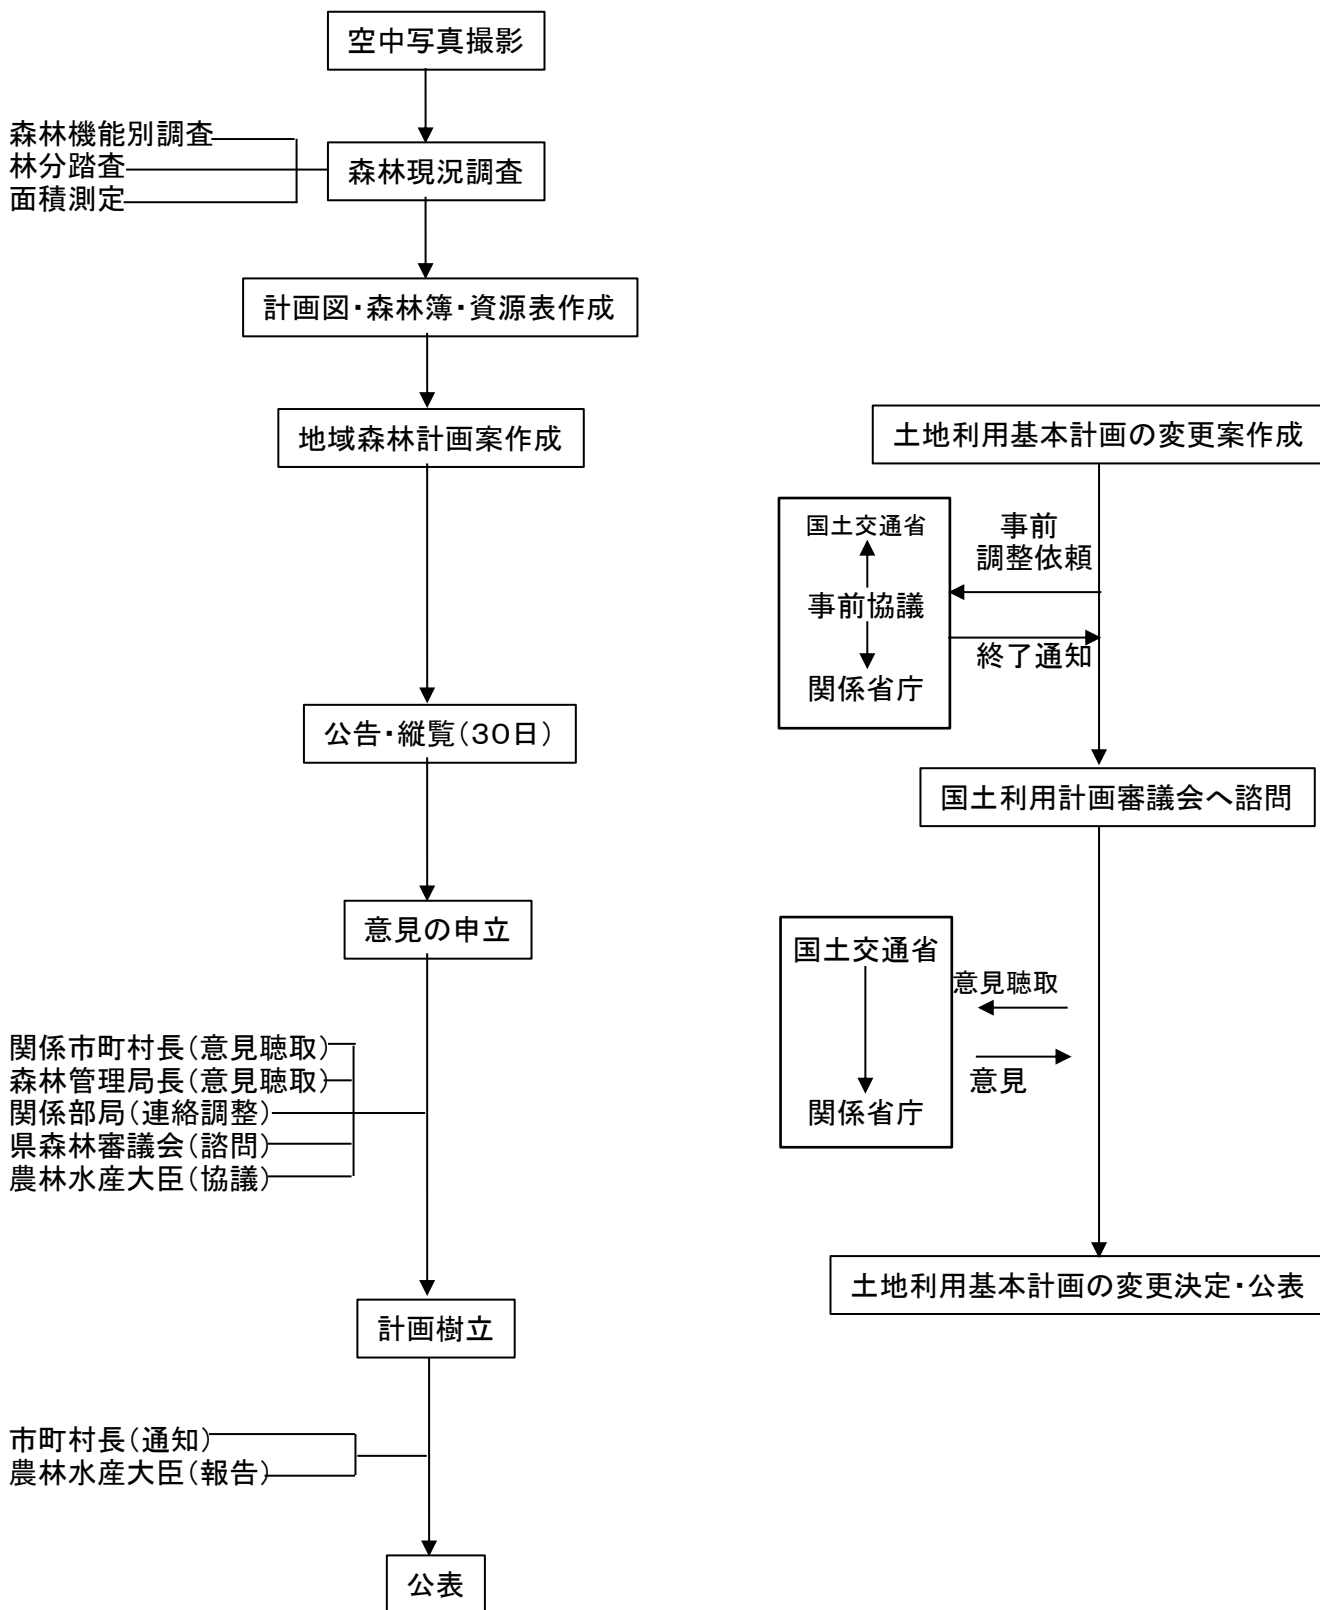 空中写真撮影
森林機能別調査
林分踏査
面積測定
森林現況調査
計画図・森林簿・資源表作成
地域森林計画案作成
公告・縦覧（30日）
意見の申立
関係市町村長（意見聴取）
森林管理局長（意見聴取）
関係部局（連絡調整）
県森林審議会（諮問）
農林水産大臣（協議）
計画樹立
市町村長（通知）
農林水産大臣（報告）
公表
土地利用基本計画の変更案作成
国土交通省
事前協議
関係省庁
事前
調整依頼
終了通知
国土利用計画審議会へ諮問
国土交通省
関係省庁
意見聴取
意見
土地利用基本計画の変更決定・公表